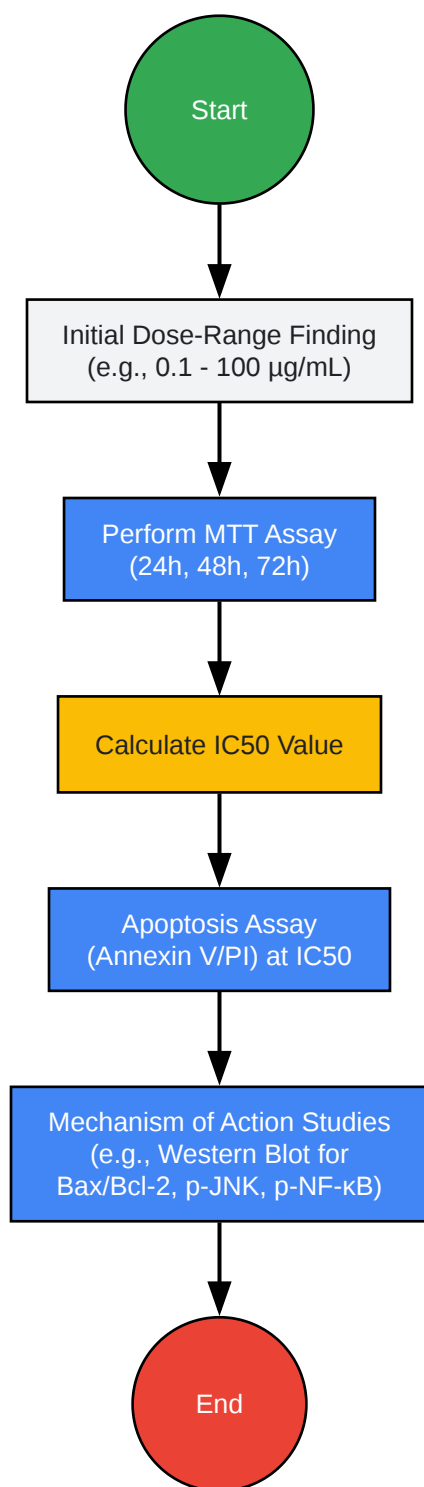 Start
Initial Dose-Range Finding
(e.g., 0.1 - 100 µg/mL)
Perform MTT Assay
(24h, 48h, 72h)
Calculate IC50 Value
Apoptosis Assay
(Annexin V/PI) at IC50
Mechanism of Action Studies
(e.g., Western Blot for
Bax/Bcl-2, p-JNK, p-NF-κB)
End